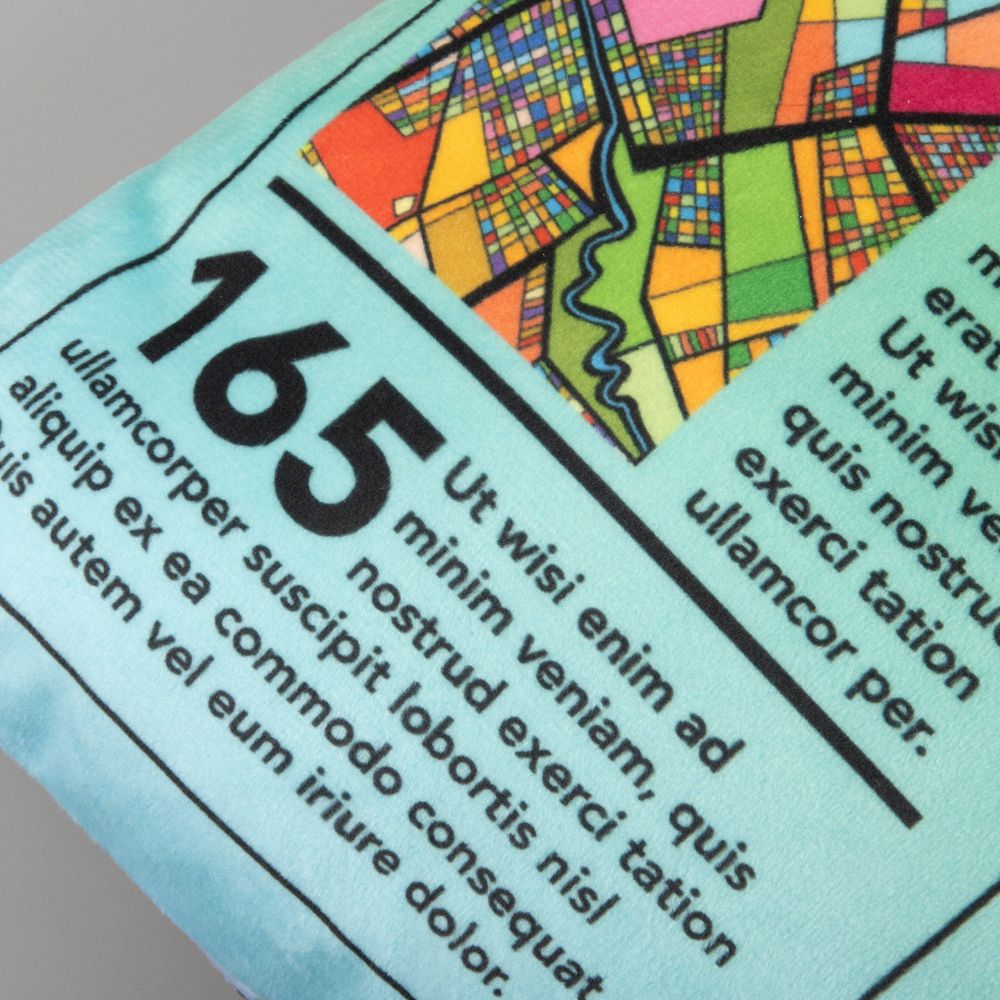 165
Ut wisi enim ad
minim veniam, quis
nostrud exerci tation
ullamcorper suscipit lobortis nisl
aliquip ex ea commodo consequat
autem vel eum iriure dolor.
erat
Ut wisi
minim
quis
exerci tation
ullamcor per.